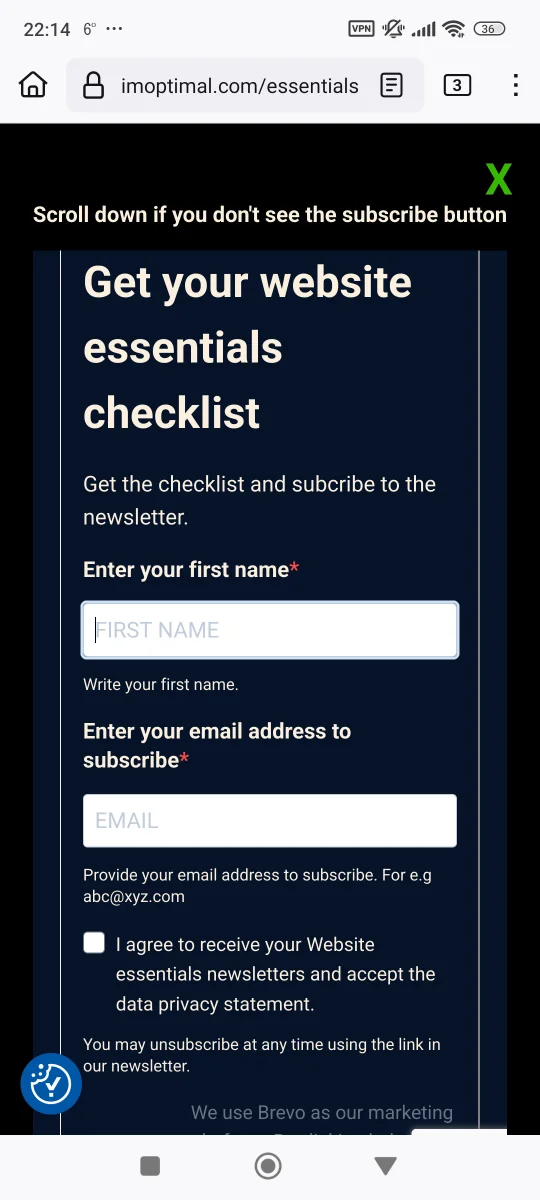 22:14 6° ...
VPN 36
imoptimal.com/essentials 3
X
Scroll down if you don't see the subscribe button
Get your website
essentials
checklist
Get the checklist and subcribe to the
newsletter.
Enter your first name*
FIRST NAME
Write your first name.
Enter your email address to
subscribe*
EMAIL
Provide your email address to subscribe. For e.g
abc@xyz.com
I agree to receive your Website
essentials newsletters and accept the
data privacy statement.
You may unsubscribe at any time using the link in
our newsletter.
We use Brevo as our marketing